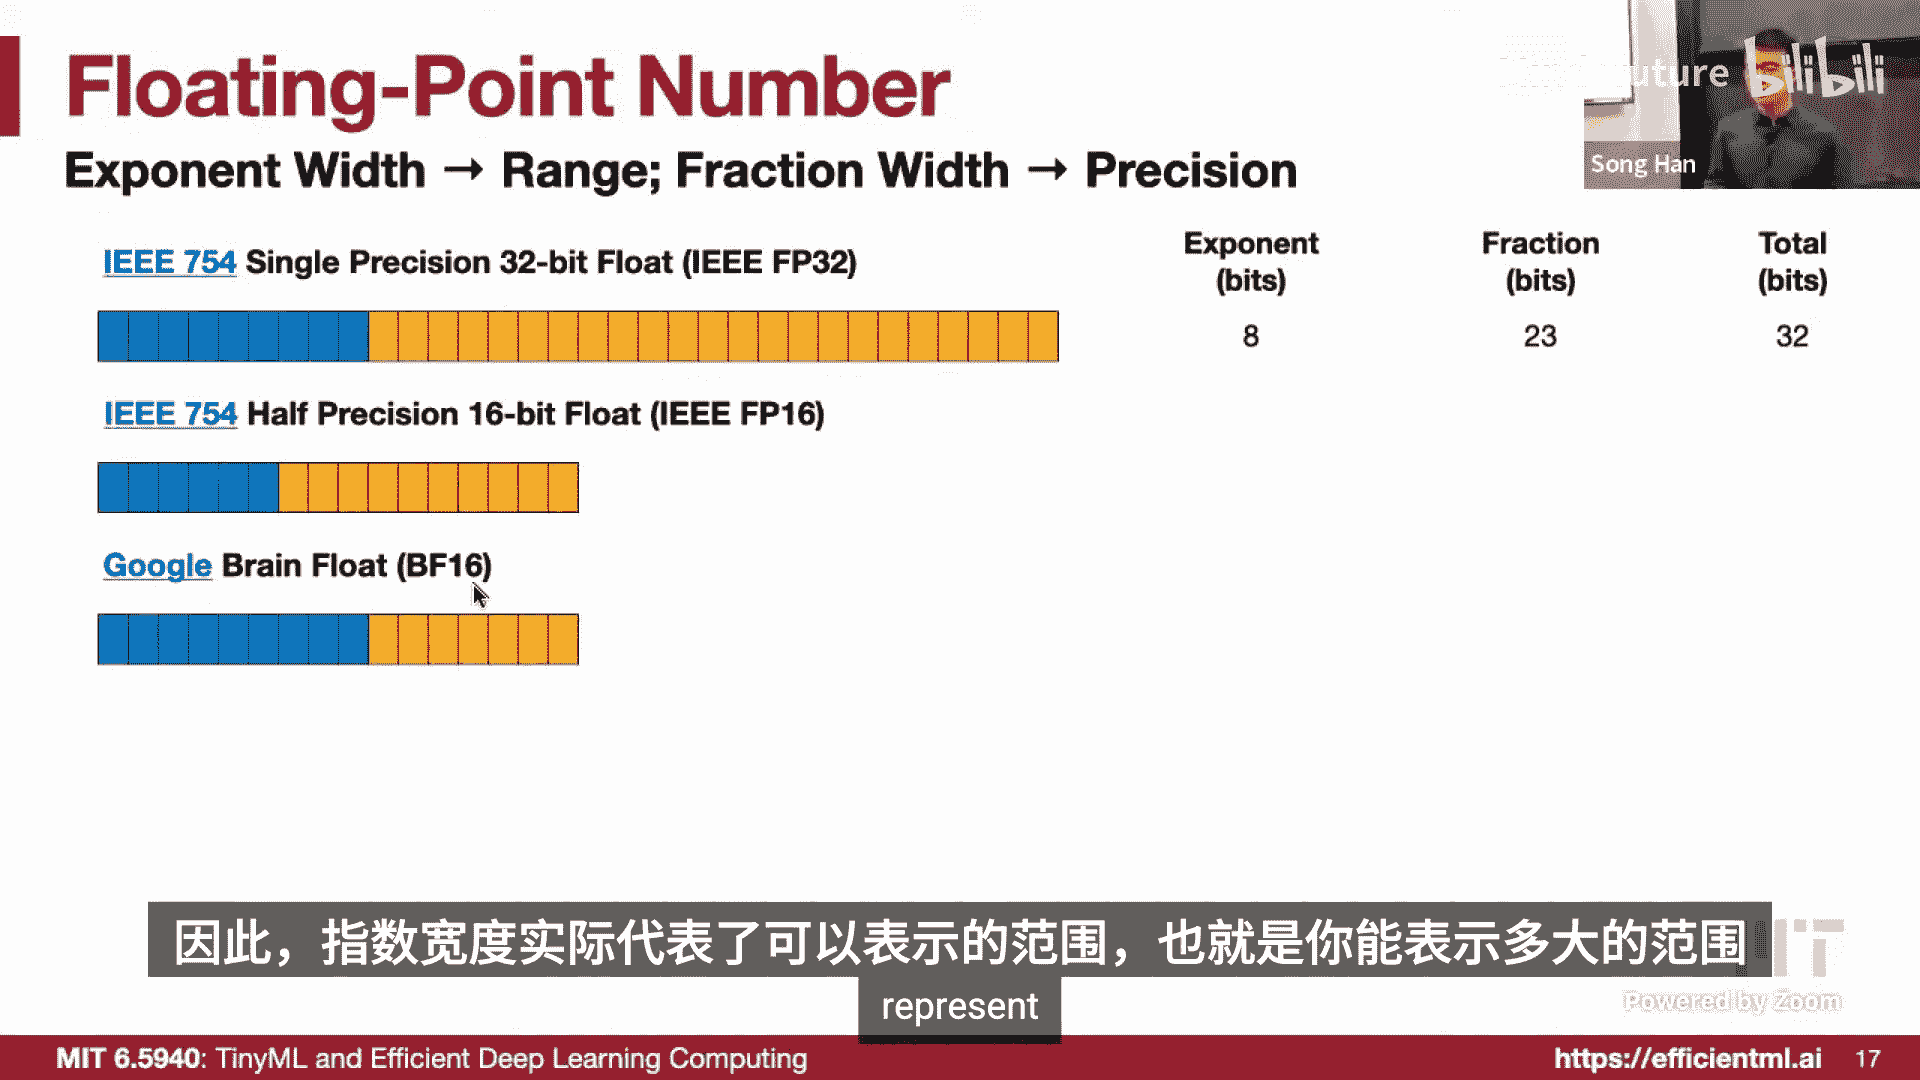 Floating-Point Number
uture bilibili
Song Han
Exponent Width → Range; Fraction Width → Precision
IEEE 754 Single Precision 32-bit Float (IEEE FP32)
Exponent (bits)
Fraction (bits)
Total (bits)
8 23 32
IEEE 754 Half Precision 16-bit Float (IEEE FP16)
Google Brain Float (BF16)
因此，指数宽度实际代表了可以表示的范围，也就是你能表示多大的范围
represent
Powered by Zoom
MIT 6.5940: TinyML and Efficient Deep Learning Computing
https://efficientml.ai 17